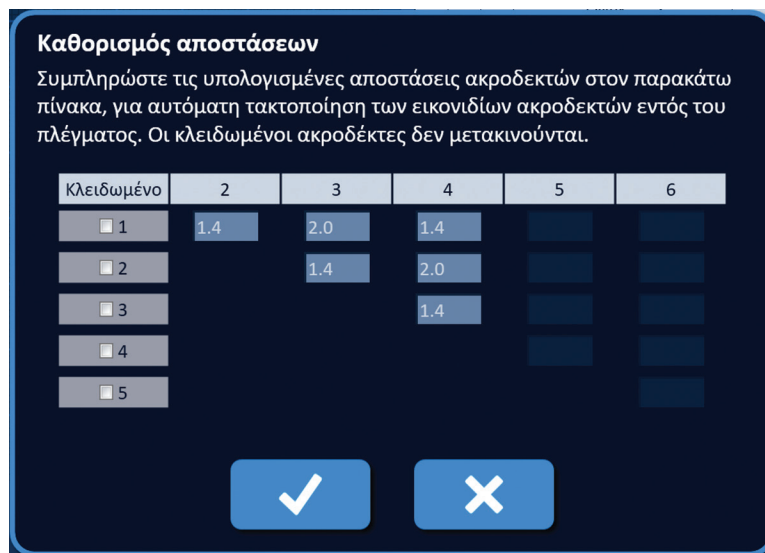 Καθορισμός αποστάσεων
Συμπληρώστε τις υπολογισμένες αποστάσεις ακροδεκτών στον παρακάτω
πίνακα, για αυτόματη τακτοποίηση των εικονιδίων ακροδεκτών εντός του
πλέγματος. Οι κλειδωμένοι ακροδέκτες δεν μετακινούνται.
Κλειδωμένο 2 3 4 5 6
1 1.4 2.0 1.4
2 1.4 2.0
3 1.4
4
5